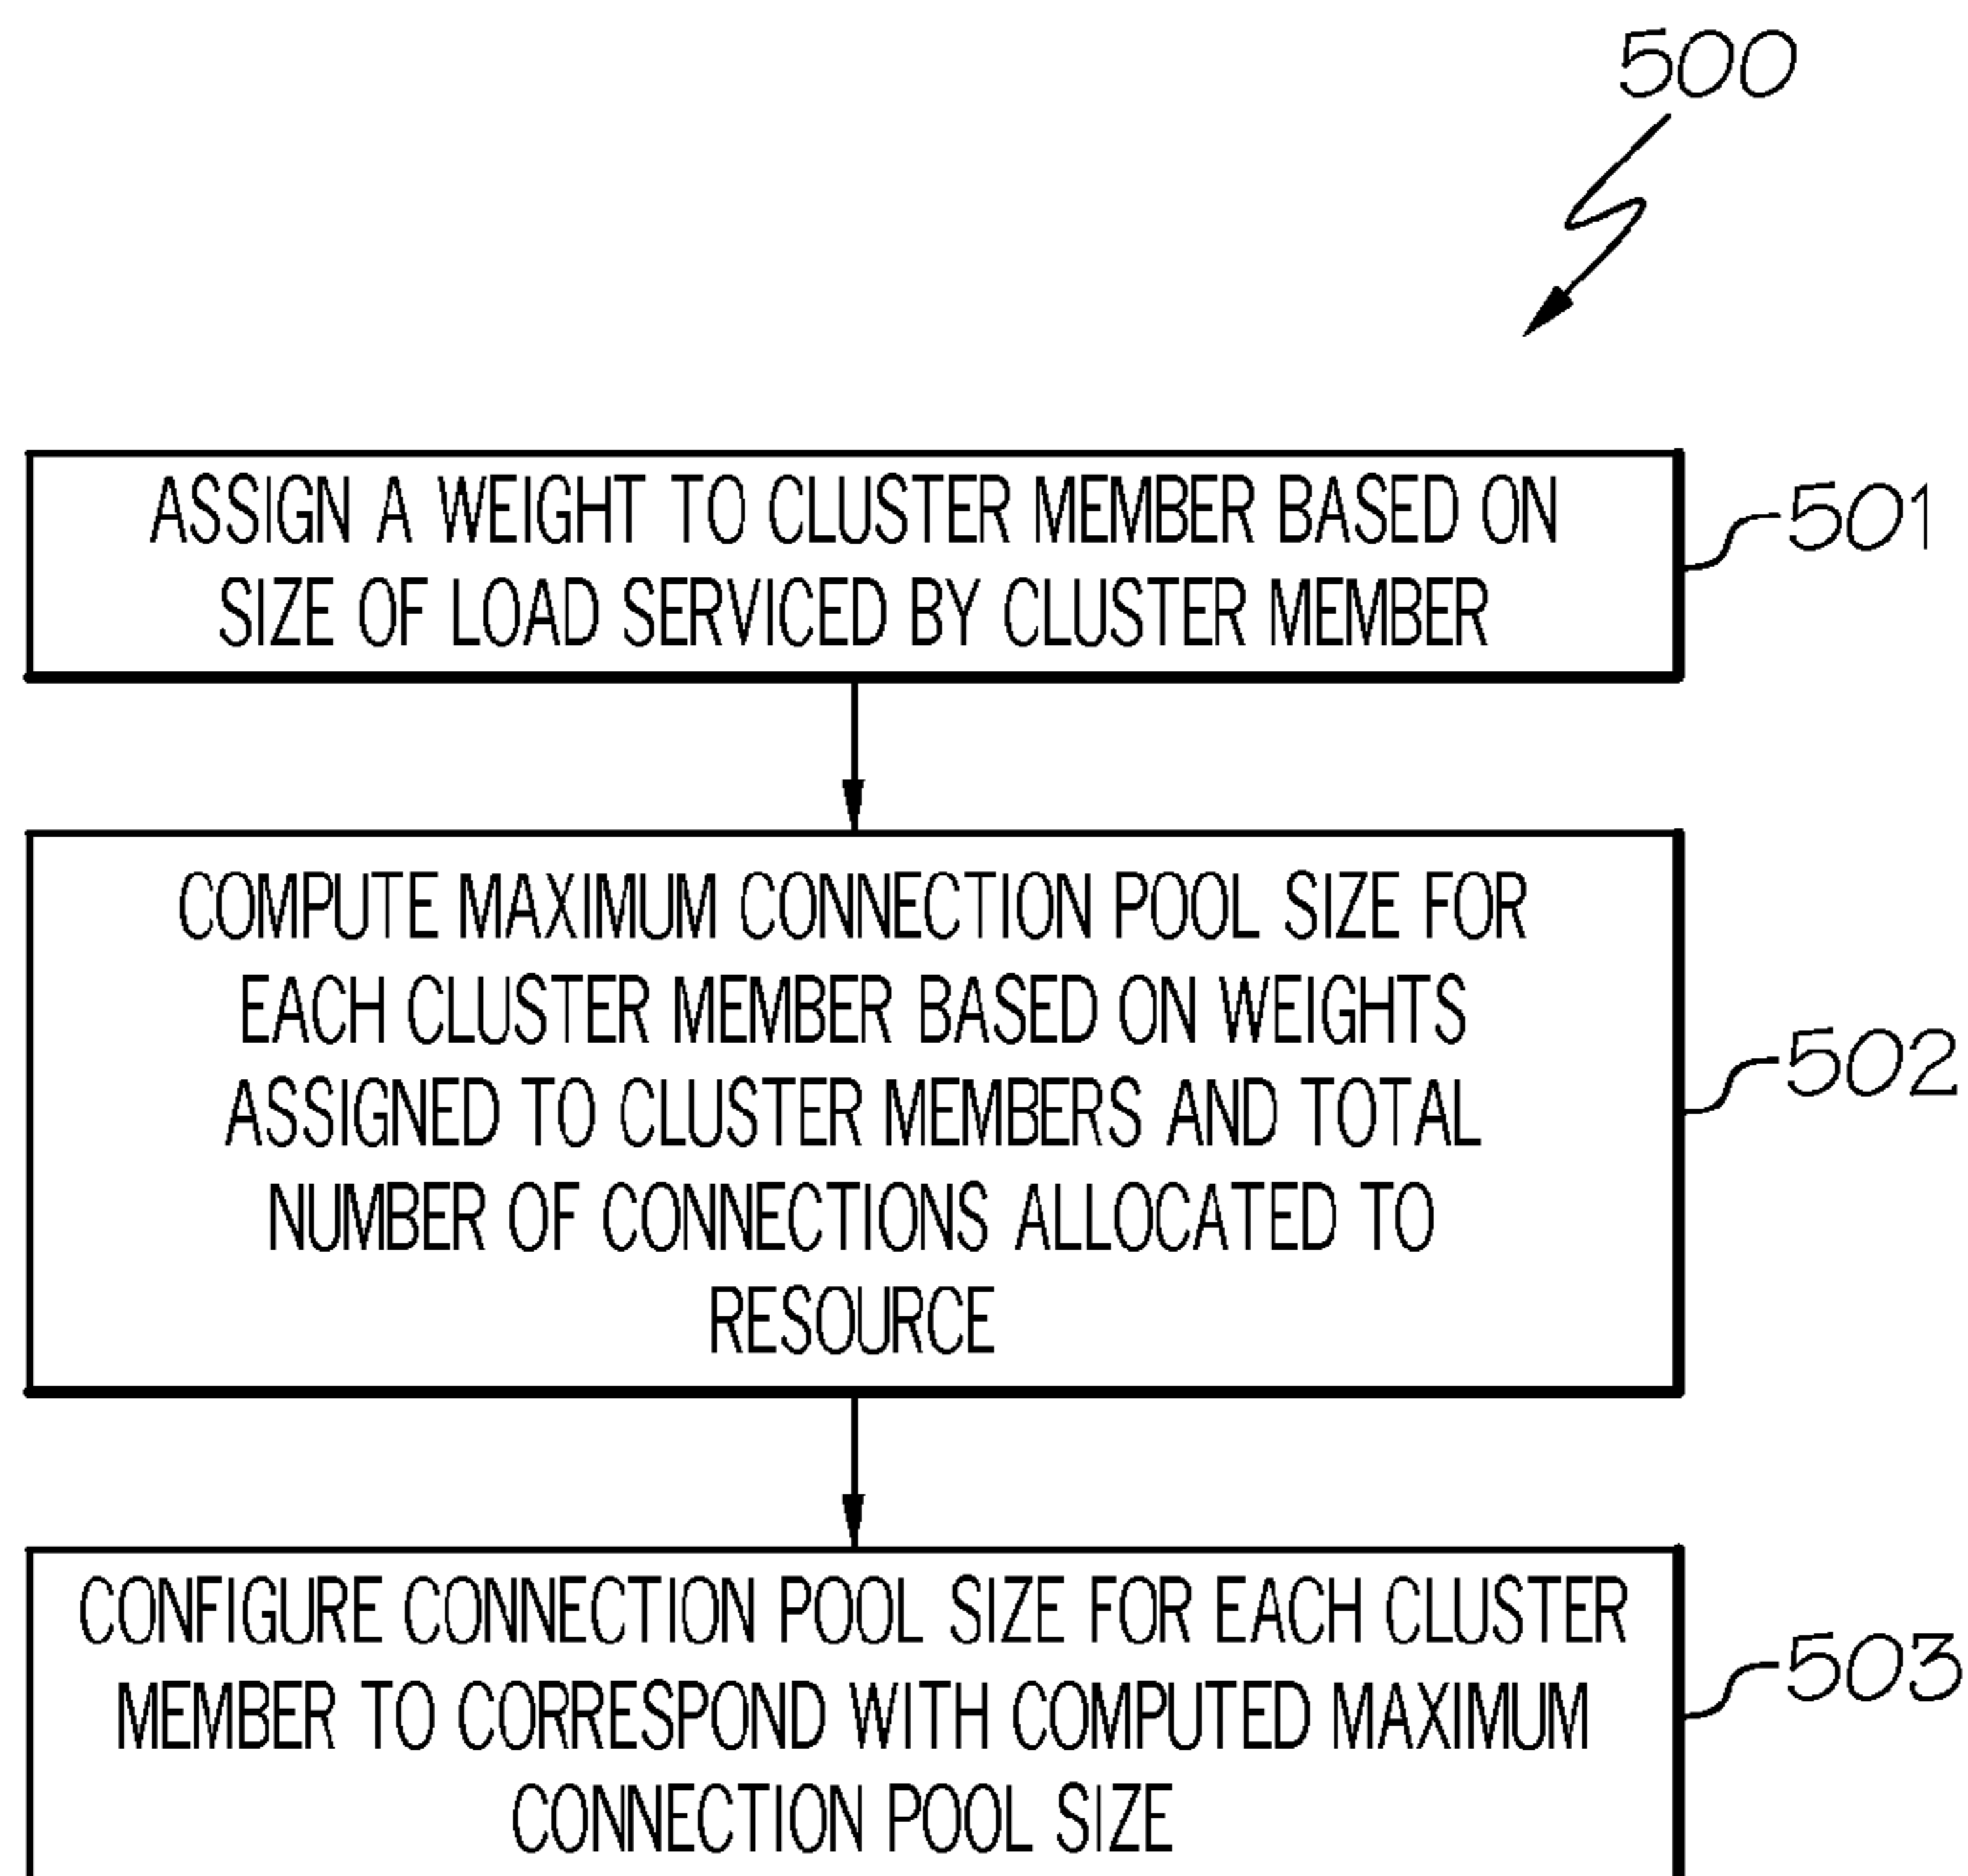 500
ASSIGN A WEIGHT TO CLUSTER MEMBER BASED ON
SIZE OF LOAD SERVICED BY CLUSTER MEMBER
501
COMPUTE MAXIMUM CONNECTION POOL SIZE FOR
EACH CLUSTER MEMBER BASED ON WEIGHTS
ASSIGNED TO CLUSTER MEMBERS AND TOTAL
NUMBER OF CONNECTIONS ALLOCATED TO
RESOURCE
502
CONFIGURE CONNECTION POOL SIZE FOR EACH CLUSTER
MEMBER TO CORRESPOND WITH COMPUTED MAXIMUM
CONNECTION POOL SIZE
503